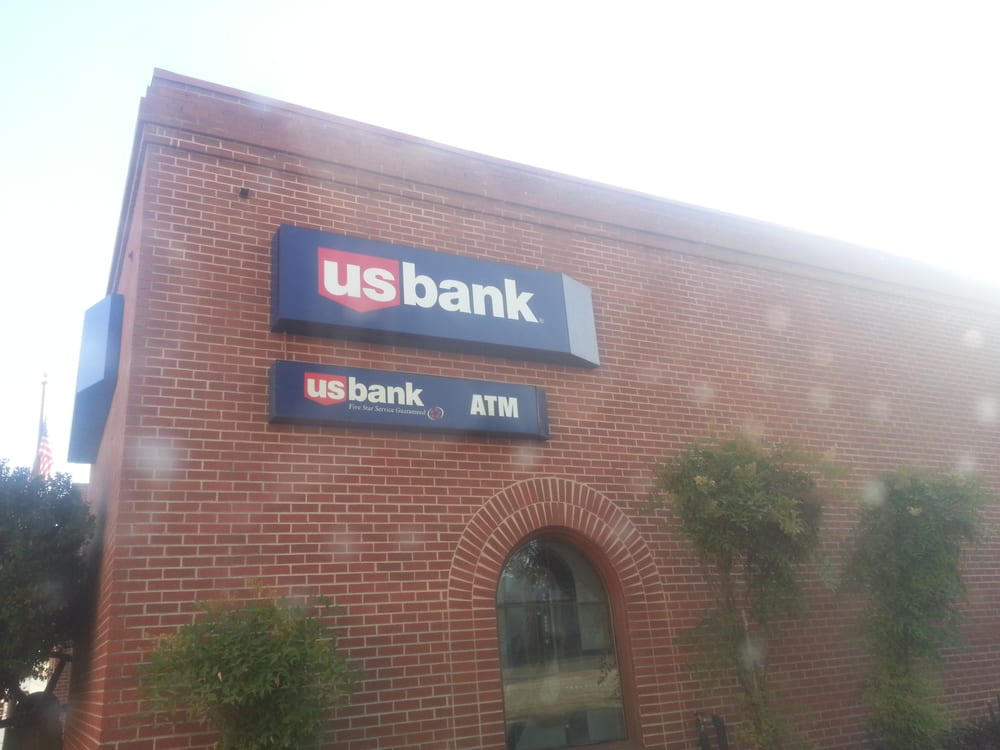 usbank
usbank
Five Star Service Guaranteed
ATM